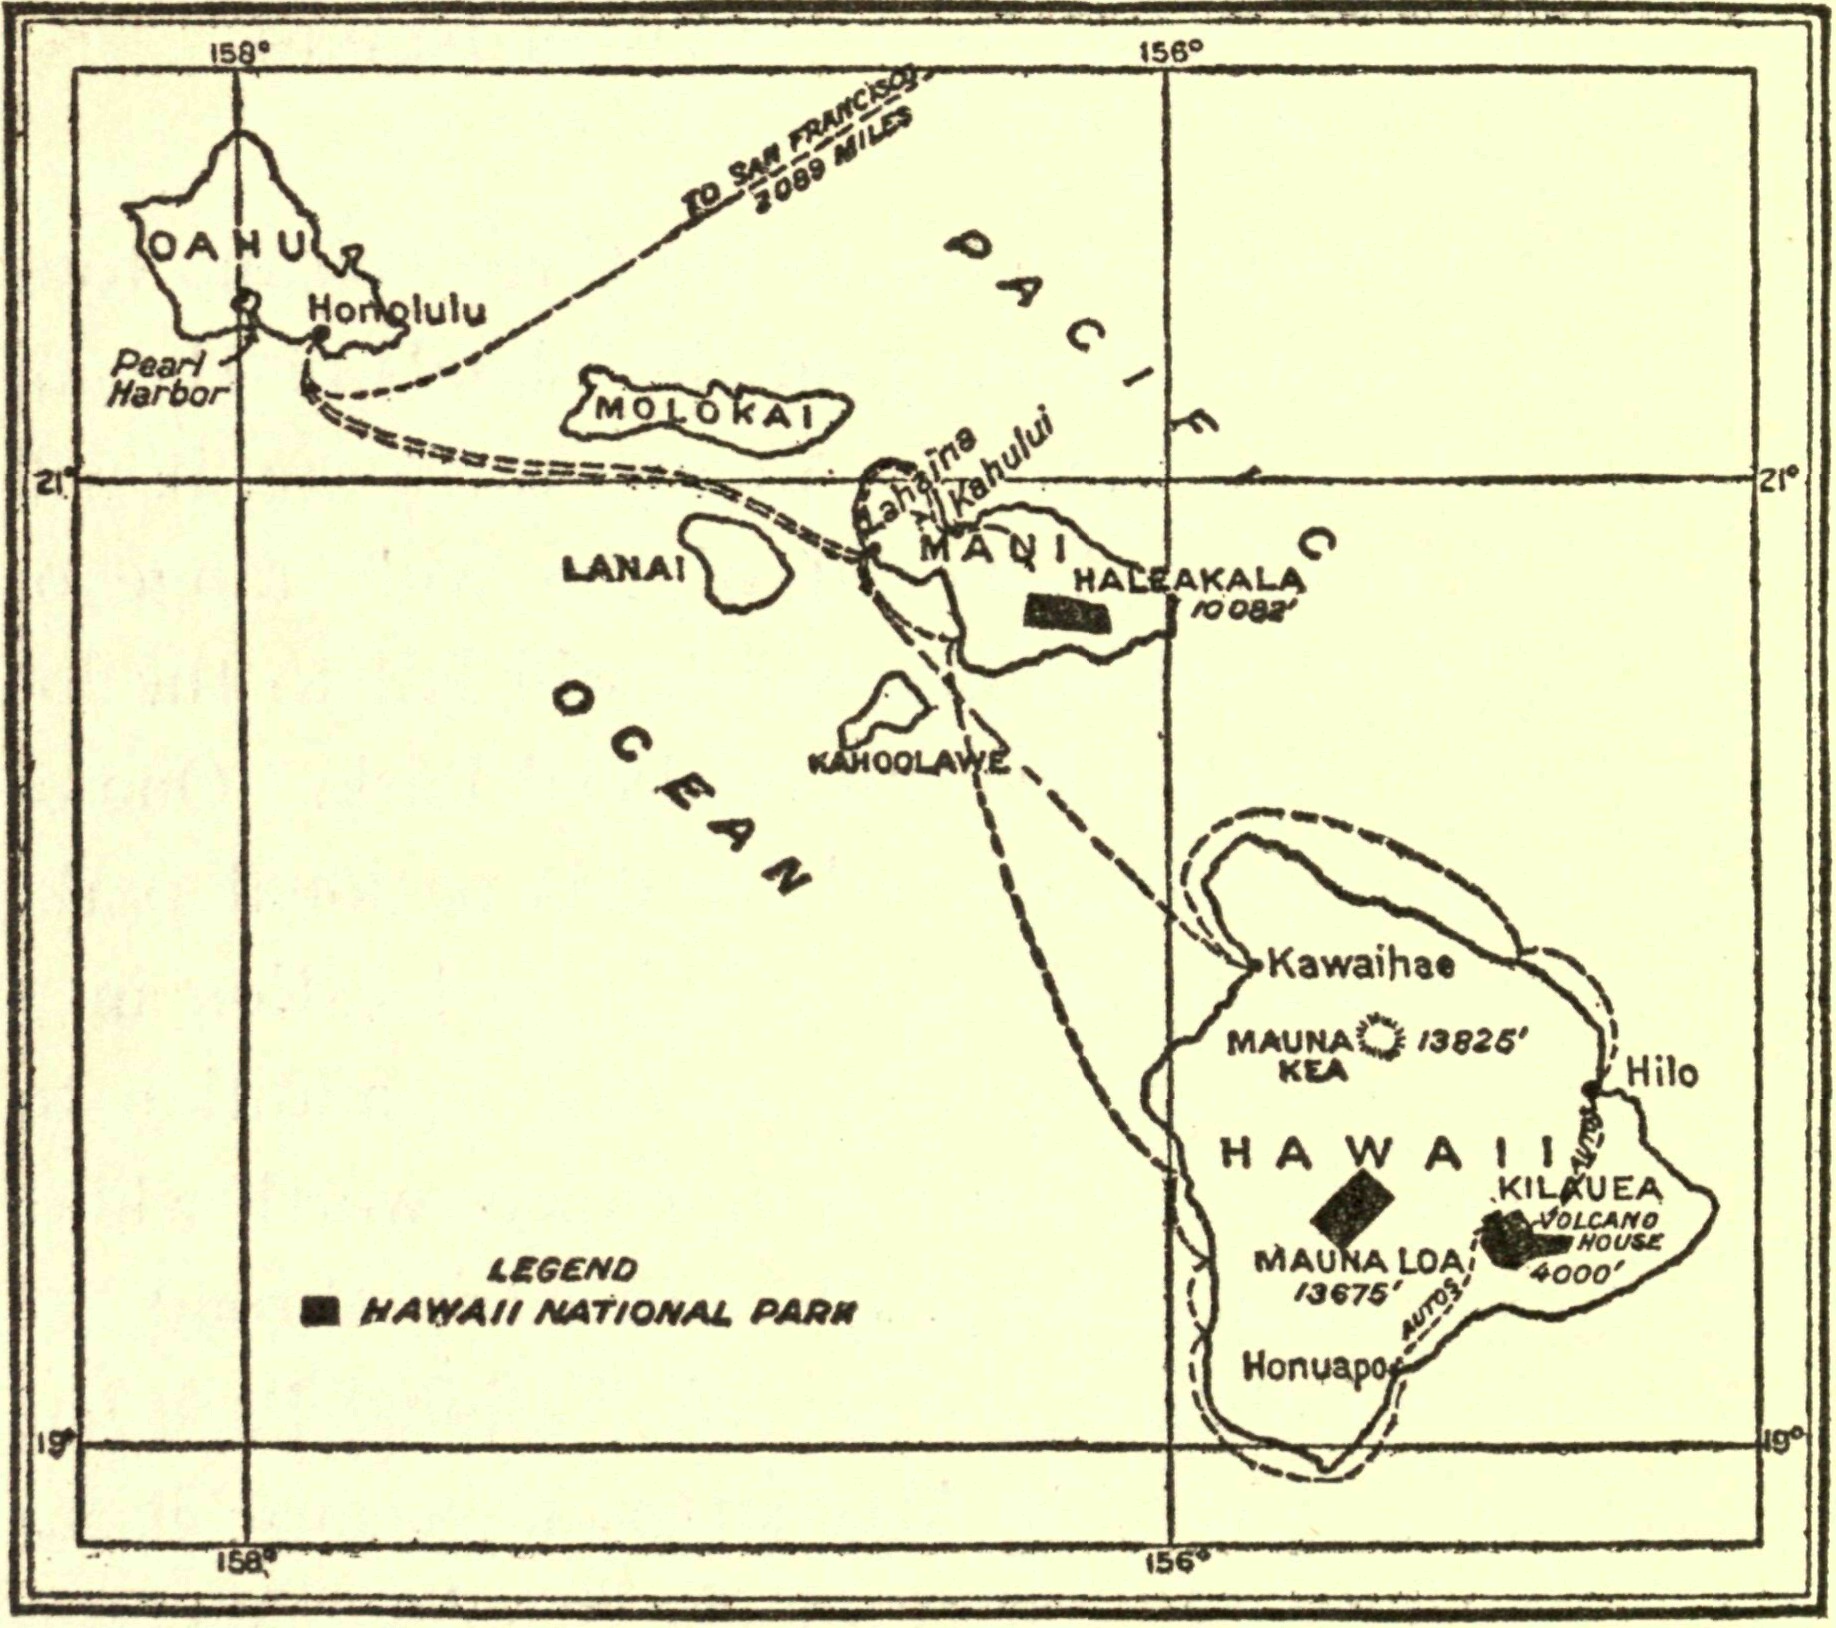 158° 156°
TO SAN FRANCISCO
2089 MILES
OAHU
Honolulu
Pearl
Harbor
PACIFIC
MOLOKAI
21° 21°
Lahaina
Kahului
MAUI
LANAI
HALEAKALA
10082'
OCEAN
KAHOOLAWE
Kawaihae
MAUNA 13825'
KEA
Hilo
HAWAII
AUTOS
KILAUEA
VOLCANO
HOUSE
4000'
MAUNA LOA
13675'
AUTOS
Honuapo
LEGEND
HAWAII NATIONAL PARK
19° 19°
158° 156°